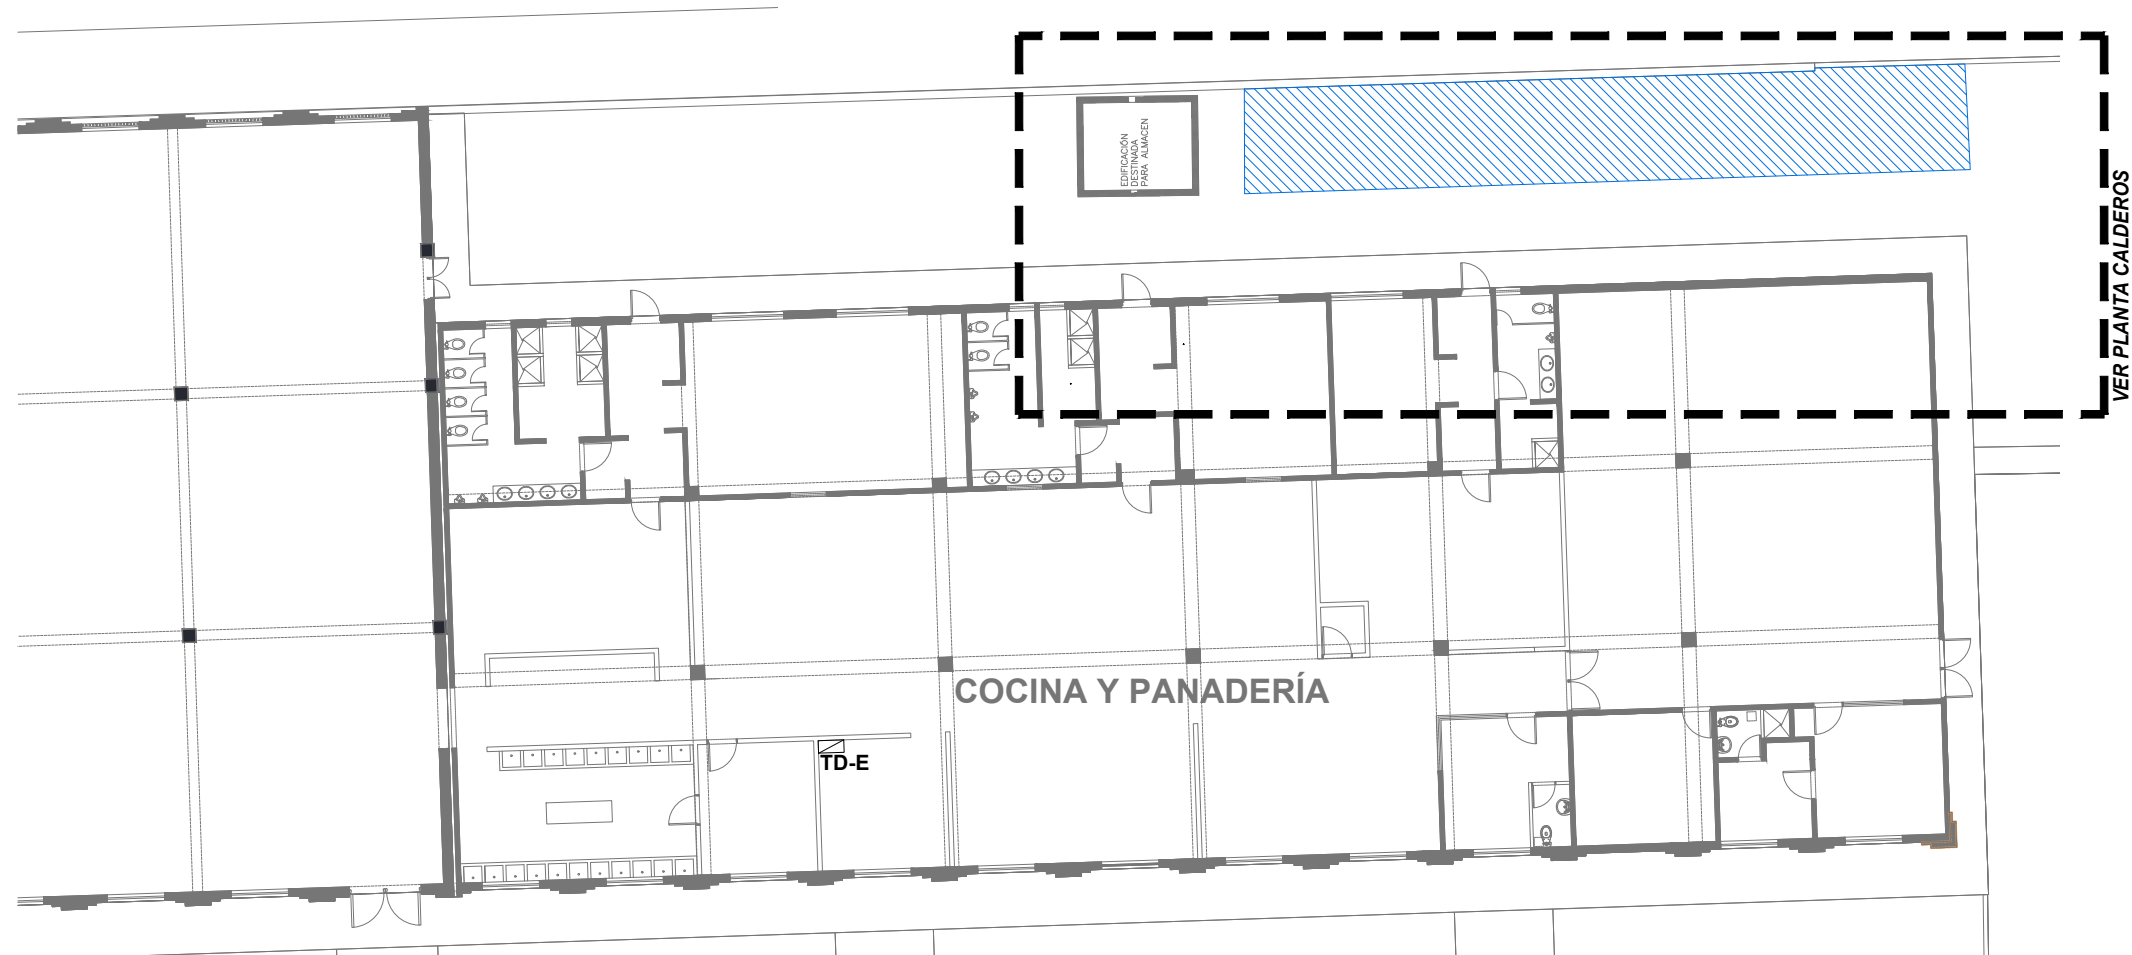 EDIFICACIÓN
DESTINADA
PARA ALMACEN
VER PLANTA CALDEROS
COCINA Y PANADERÍA
TD-E